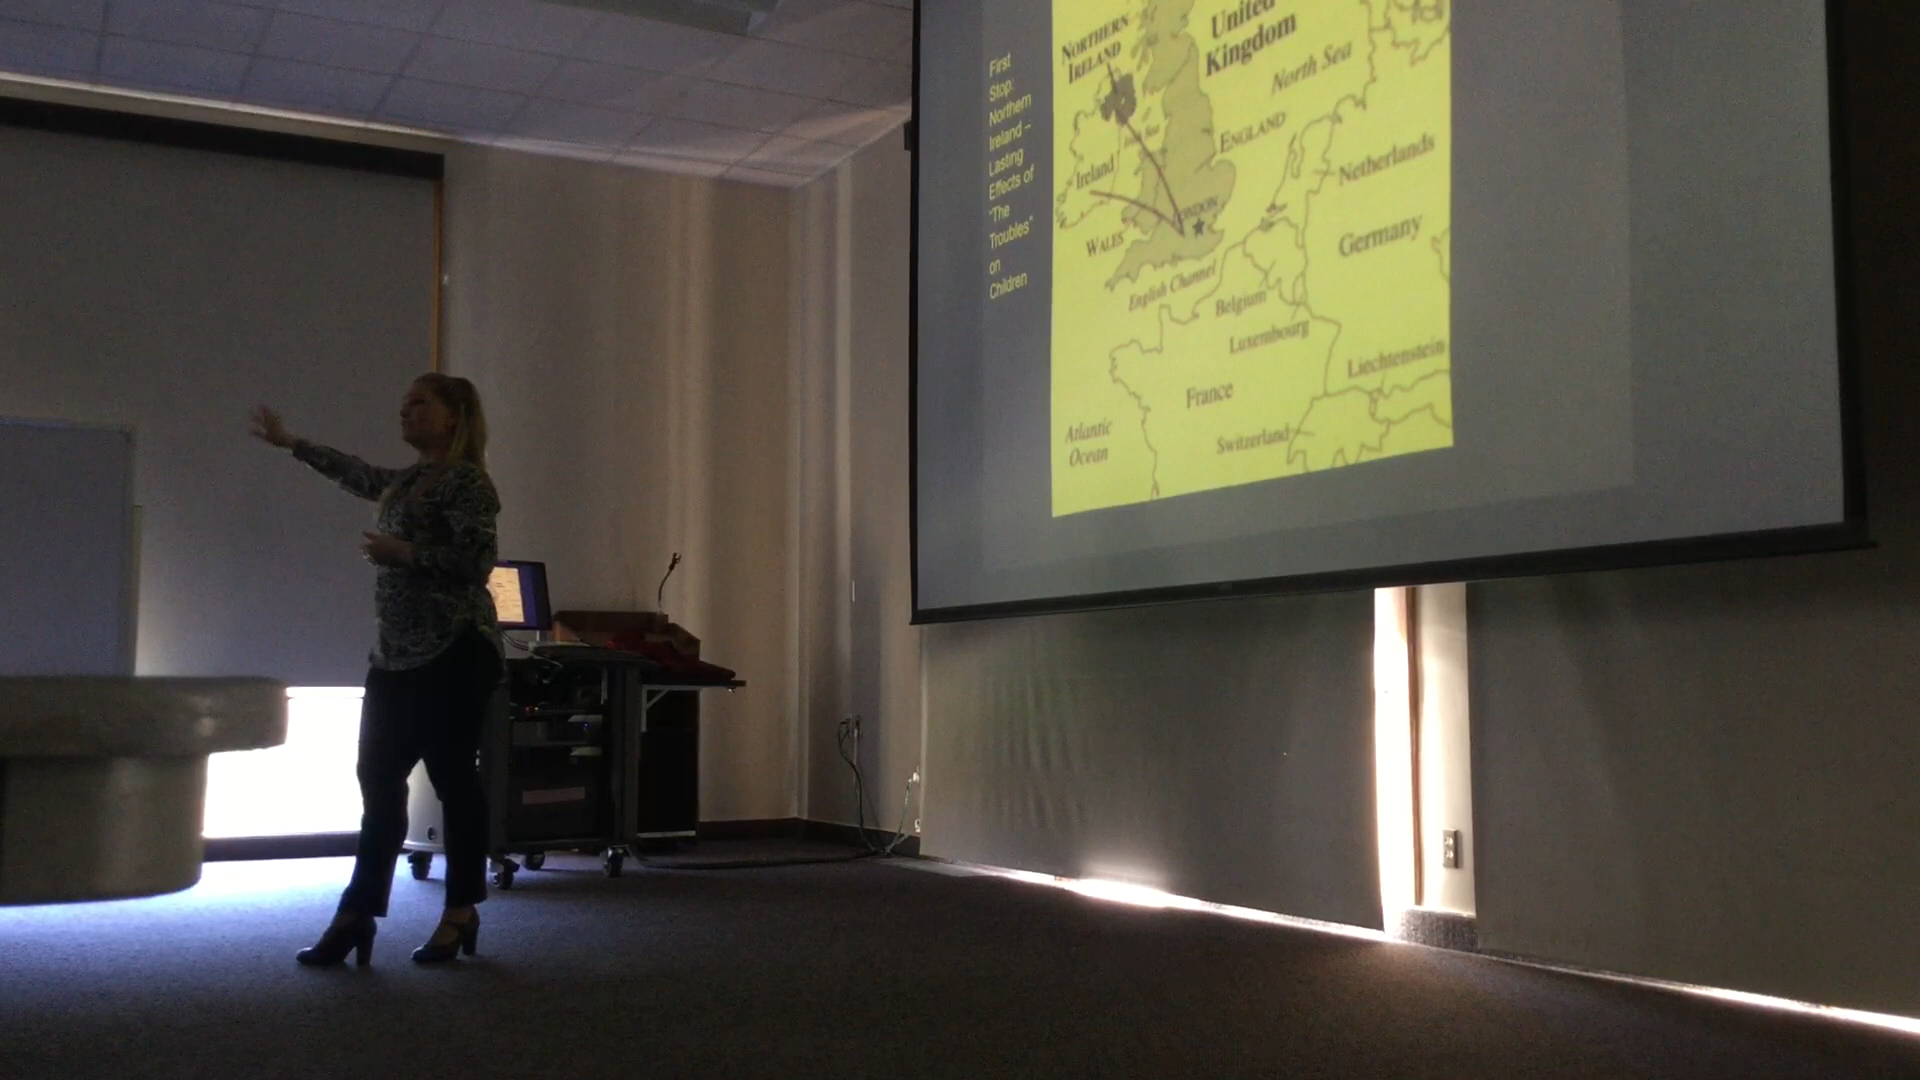 First
Stop:
Northern
Ireland –
Lasting
Effects of
"The
Troubles"
on
Children
NORTHERN
IRELAND
United
Kingdom
North Sea
ENGLAND
Ireland
Netherlands
LONDON
WALES
Germany
English Channel
Belgium
Luxembourg
Liechtenstein
France
Atlantic
Ocean
Switzerland